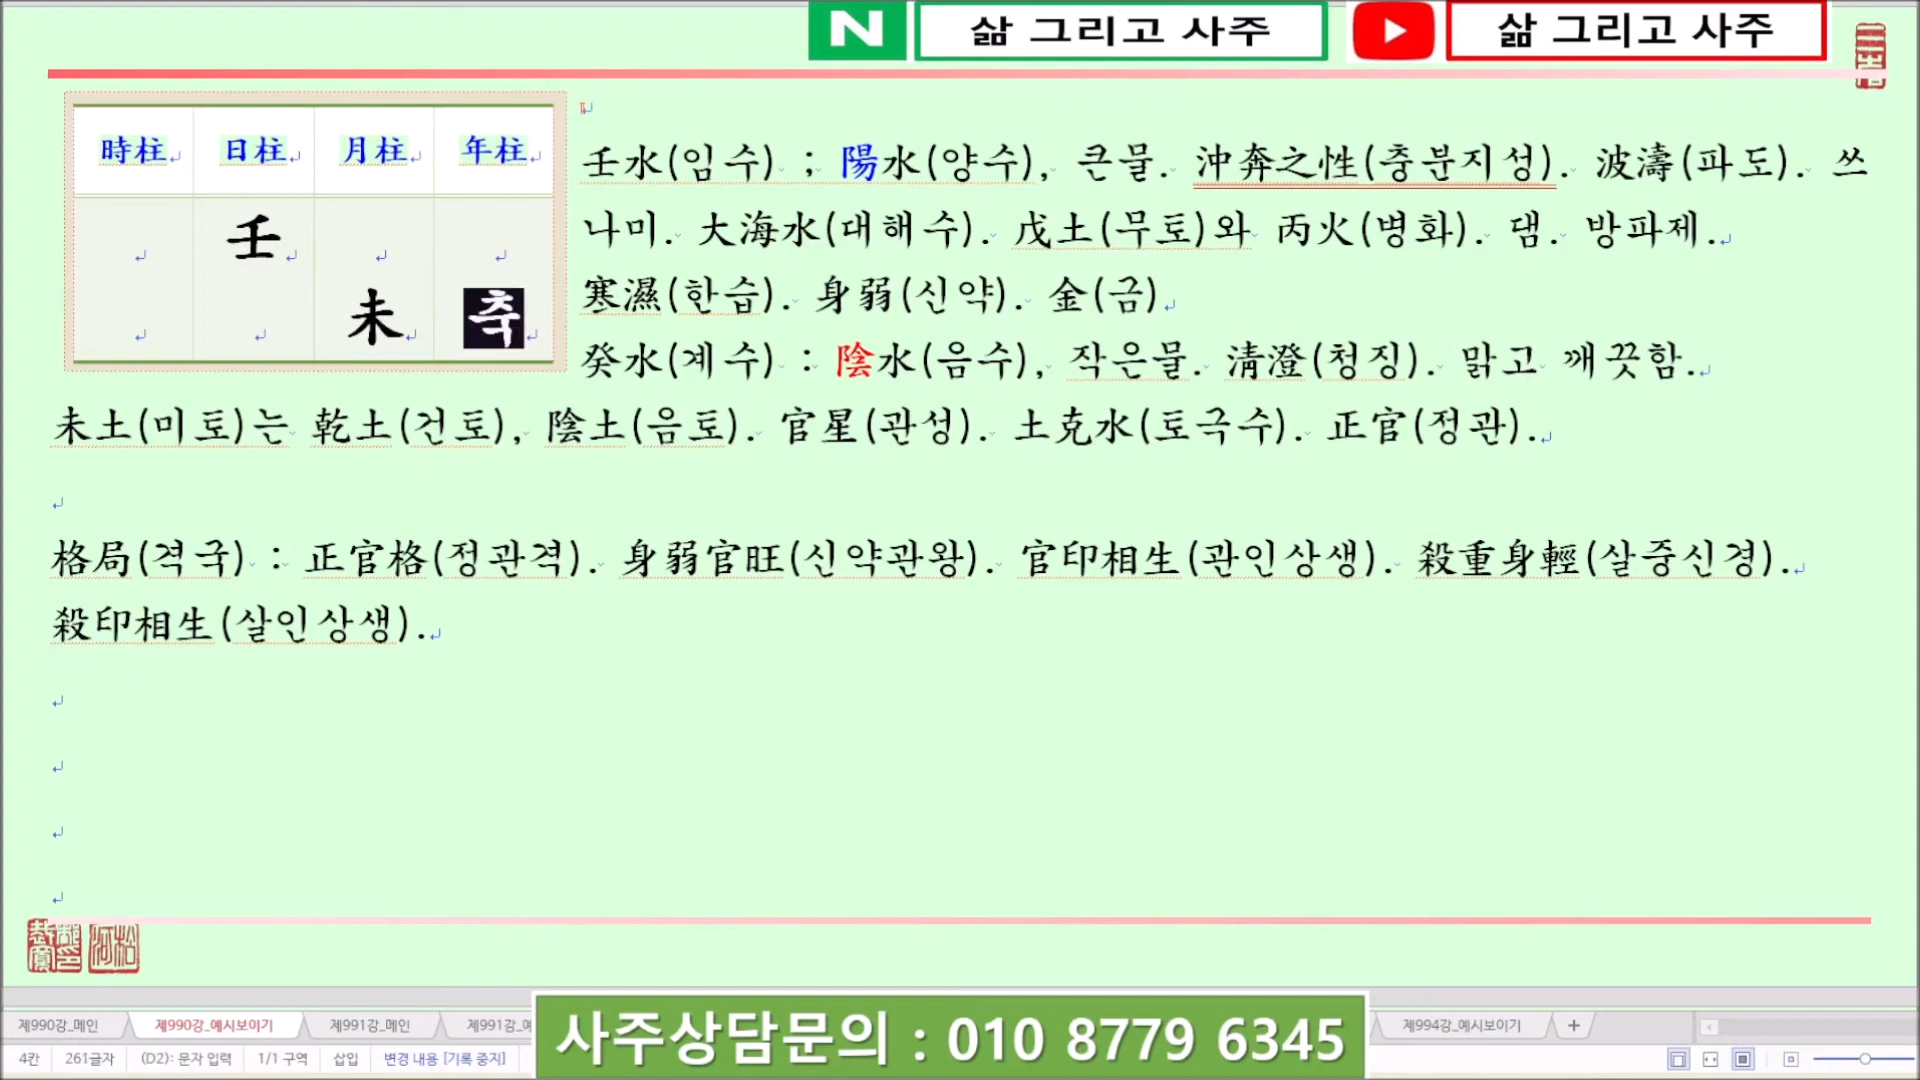 N 삶 그리고 사주 삶 그리고 사주
時柱 日柱 月柱 年柱
壬
未 축
壬水(임수) ; 陽水(양수), 큰물. 沖奔之性(충분지성). 波濤(파도). 쓰
나미. 大海水(대해수). 戊土(무토)와 丙火(병화). 댐. 방파제.
寒濕(한습). 身弱(신약). 金(금)
癸水(계수) : 陰水(음수), 작은물. 清澄(청징). 맑고 깨끗함.
未土(미토)는 乾土(건토), 陰土(음토). 官星(관성). 土克水(토극수). 正官(정관).
格局(격국) : 正官格(정관격). 身弱官旺(신약관왕). 官印相生(관인상생). 殺重身輕(살중신경).
殺印相生(살인상생).
제990강_메인 제990강_예시보이기 제991강_메인 제991강_예 제994강_예시보이기 +
사주상담문의 : 010 8779 6345
4칸 261글자 (D2): 문자 입력 1/1 구역 삽입 변경 내용 [기록 중지]